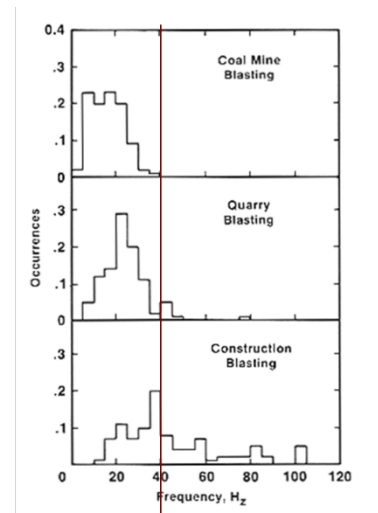 0.4
.3
.2
.1
0
Coal Mine
Blasting
.3
.2
.1
0
Quarry
Blasting
Occurrences
.3
.2
.1
Construction
Blasting
0 20 40 60 80 100 120
Frequency, Hz